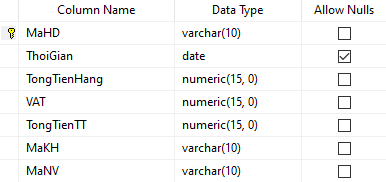 Column Name Data Type Allow Nulls
MaHD varchar(10)
ThoiGian date
TongTienHang numeric(15, 0)
VAT numeric(15, 0)
TongTienTT numeric(15, 0)
MaKH varchar(10)
MaNV varchar(10)